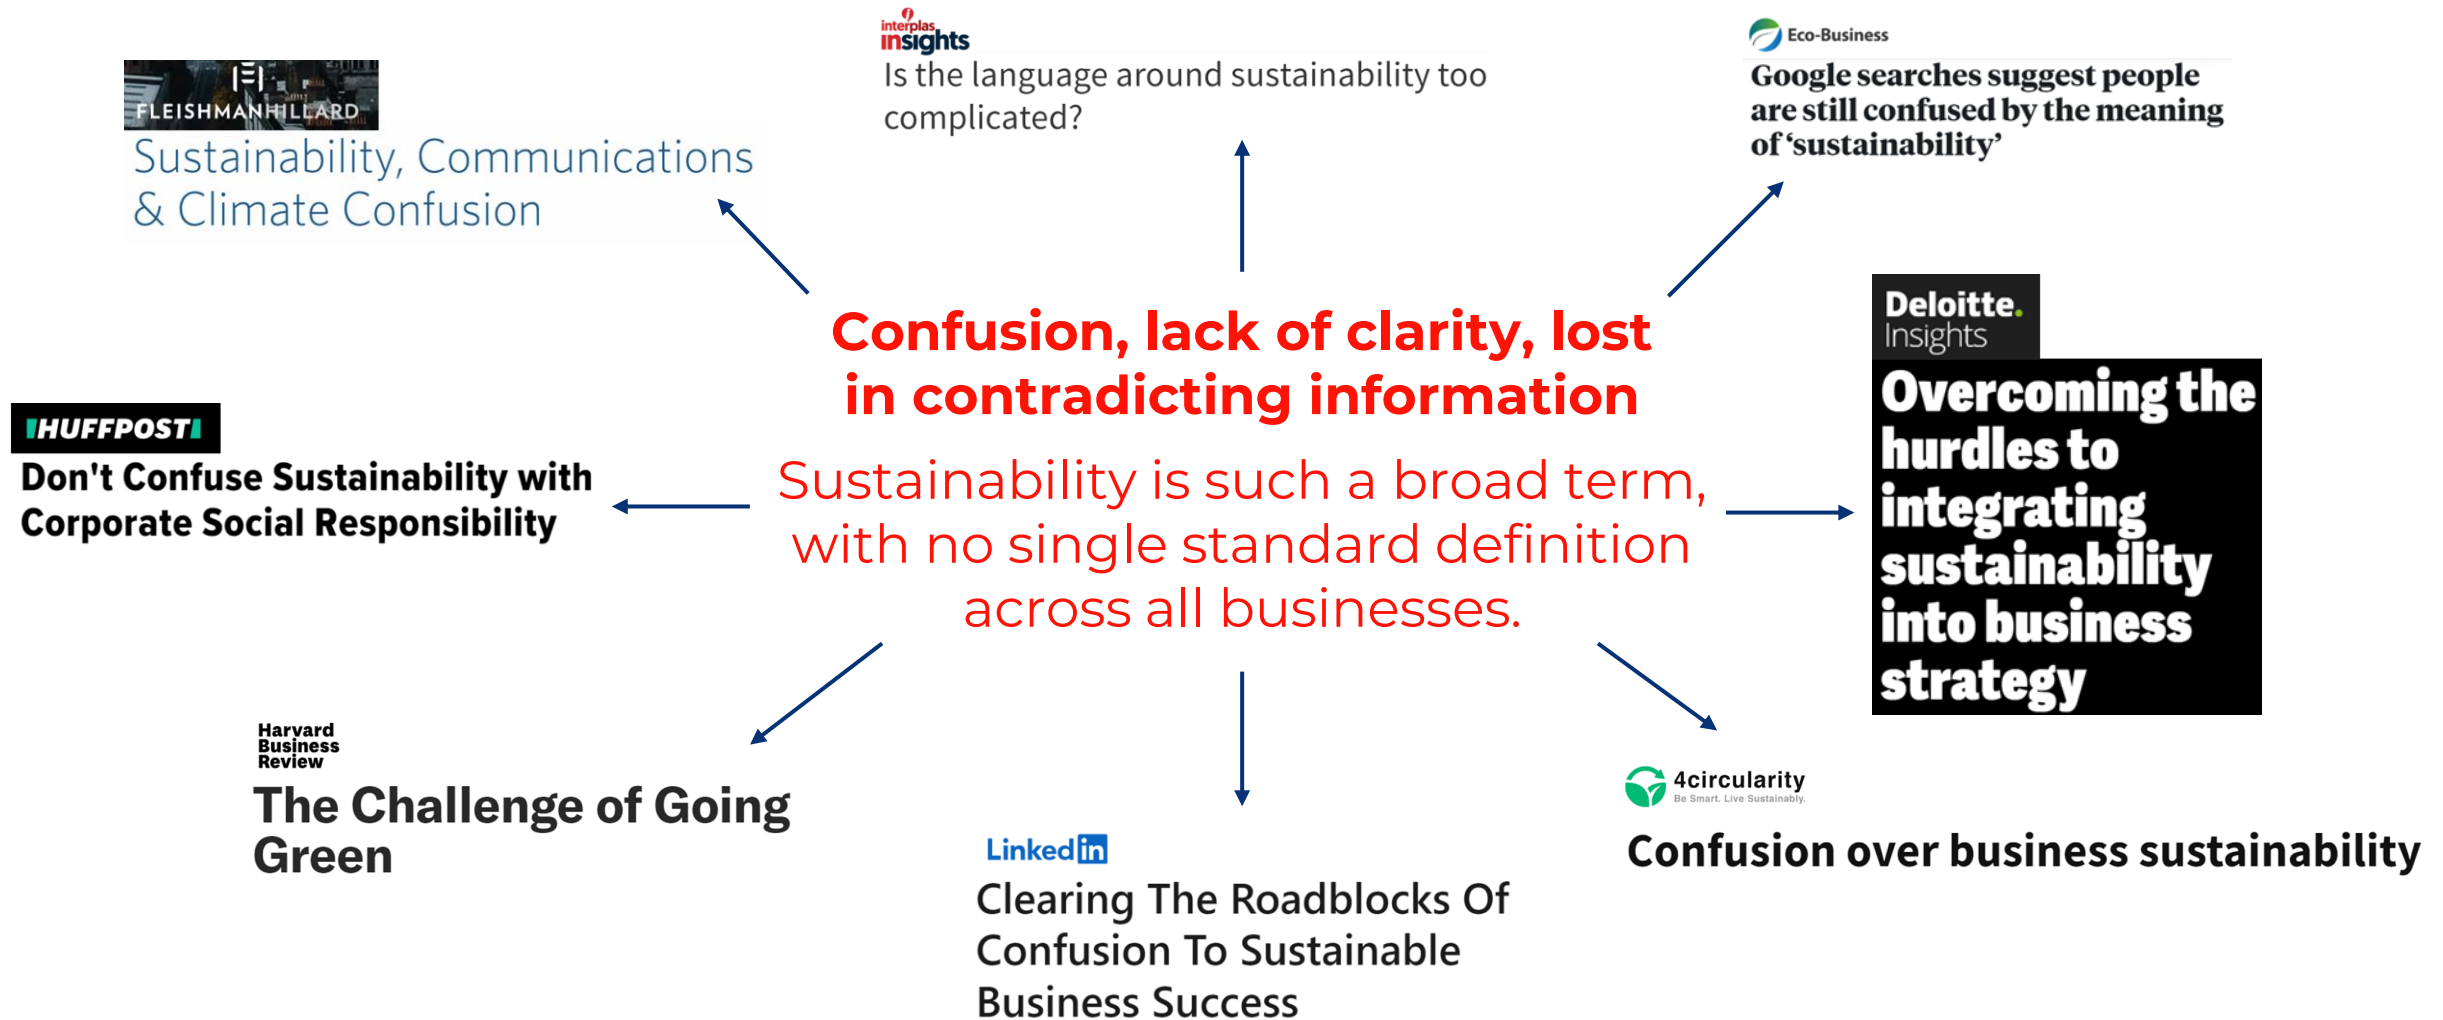 FLEISHMANHILLARD
Sustainability, Communications
& Climate Confusion
interplas
insights
Is the language around sustainability too
complicated?
Eco-Business
Google searches suggest people
are still confused by the meaning
of ‘sustainability’
Confusion, lack of clarity, lost
in contradicting information
Sustainability is such a broad term,
with no single standard definition
across all businesses.
HUFFPOST
Don't Confuse Sustainability with
Corporate Social Responsibility
Deloitte.
Insights
Overcoming the
hurdles to
integrating
sustainability
into business
strategy
Harvard
Business
Review
The Challenge of Going
Green
LinkedIn
Clearing The Roadblocks Of
Confusion To Sustainable
Business Success
4circularity
Be Smart. Live Sustainably.
Confusion over business sustainability